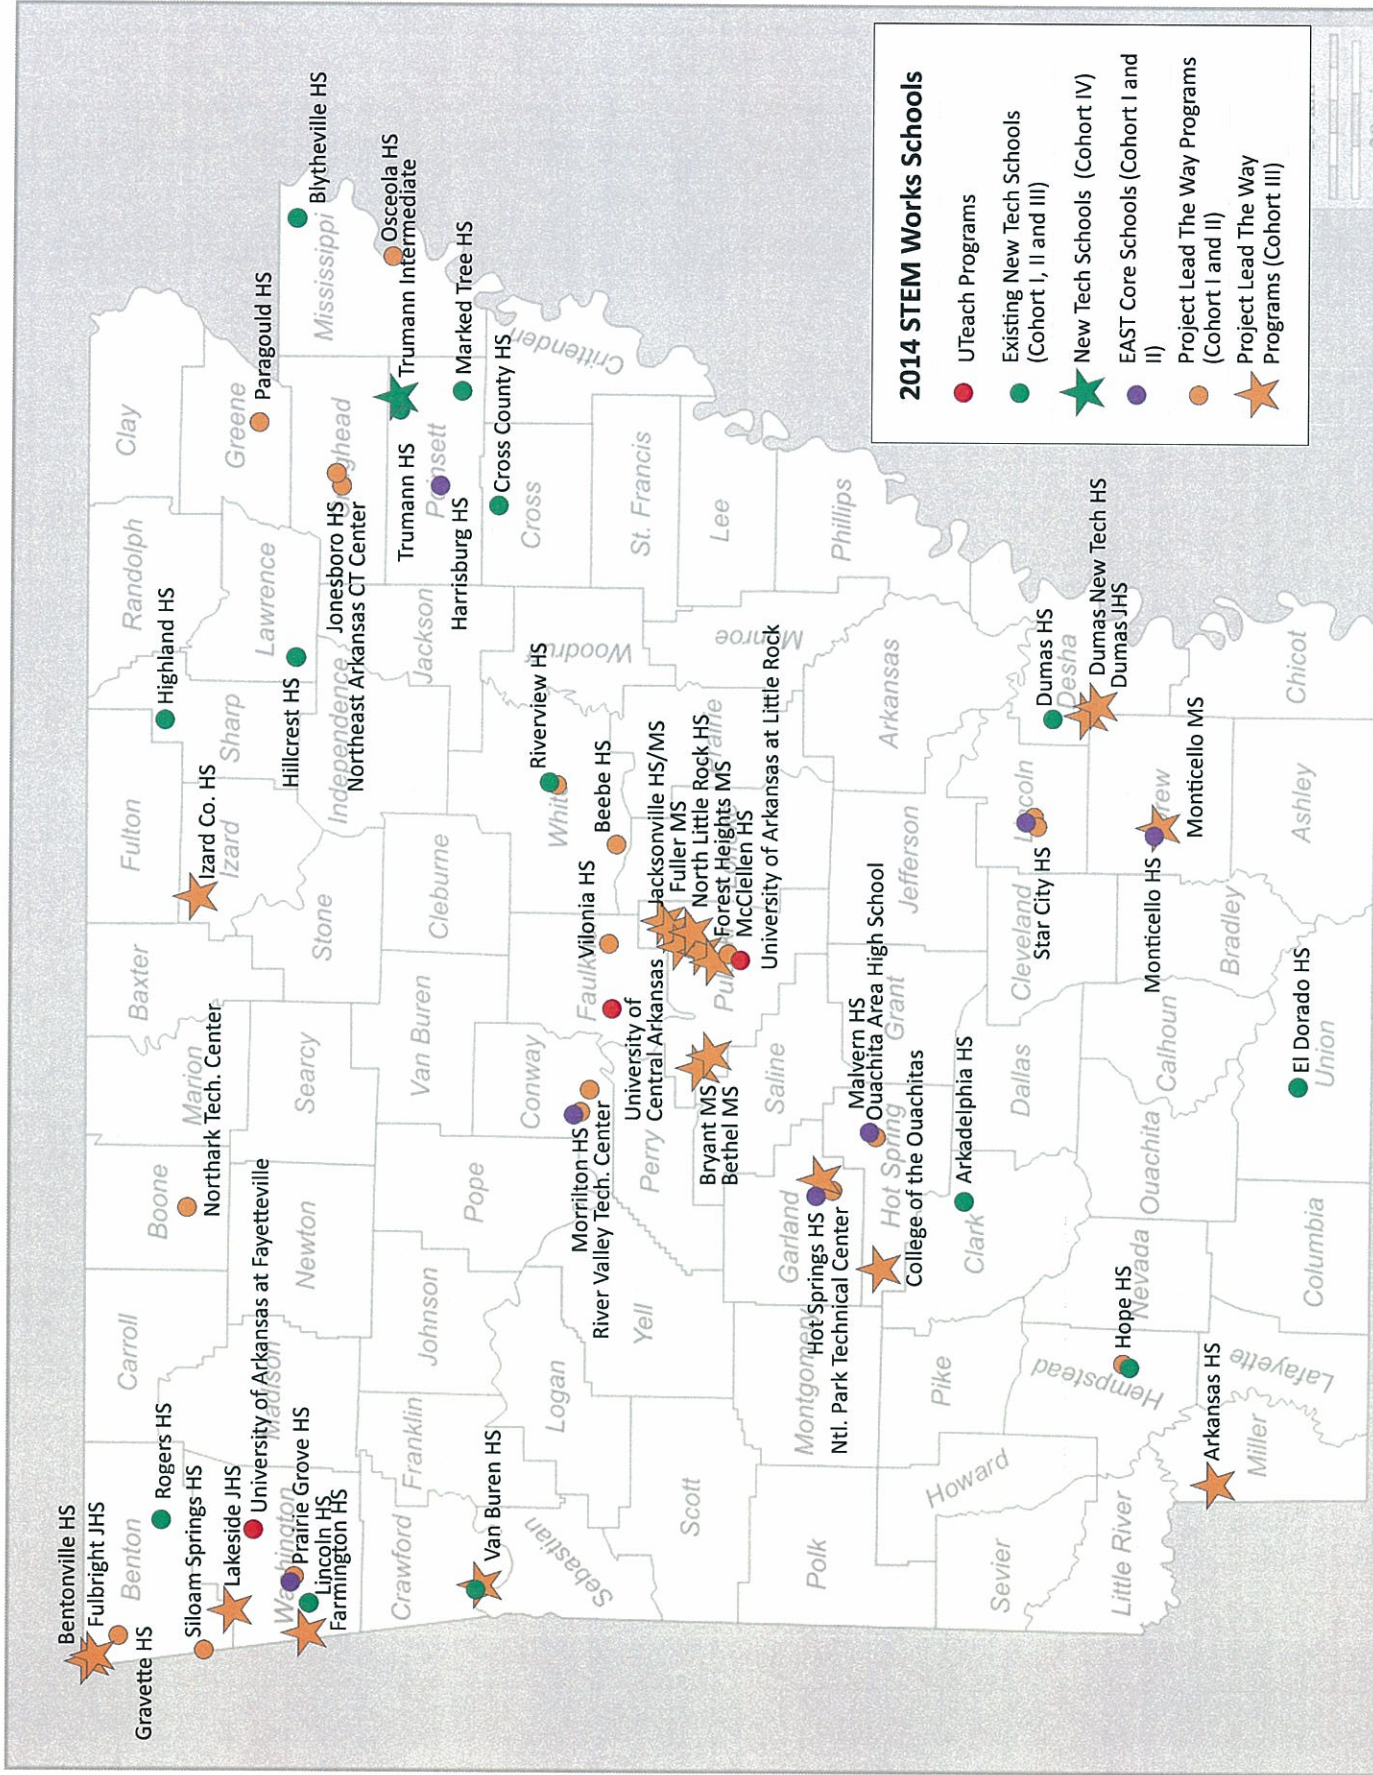 Bentonville HS
Fulbright JHS
Gravette HS
Benton
Rogers HS
Siloam Springs HS
Lakeside JHS
University of Arkansas at Fayetteville
Prairie Grove HS
Lincoln HS
Farmington HS
Carroll
Madison
Boone
Northark Tech. Center
Newton
Marion
Searcy
Baxter
Fulton
Izard Co. HS
Izard
Stone
Sharp
Highland HS
Randolph
Lawrence
Hillcrest HS
Independence
Clay
Greene
Paragould HS
Jonesboro HS
Northeast Arkansas CT Center
Mississippi
Blytheville HS
Osceola HS
Trumann Intermediate
Trumann HS
Marked Tree HS
Harrisburg HS
Cross County HS
Cross
Crittenden
Jackson
Crawford
Franklin
Johnson
Pope
Van Buren
Cleburne
Van Buren HS
Sebastian
Logan
Scott
Yell
Conway
Morrilton HS
River Valley Tech. Center
Perry
University of
Central Arkansas
Vilonia HS
Beebe HS
Riverview HS
Woodruff
St. Francis
Lee
Phillips
Monroe
Jacksonville HS/MS
Fuller MS
North Little Rock HS
Forest Heights MS
McClellen HS
University of Arkansas at Little Rock
Bryant MS
Bethel MS
Saline
Garland
Montgomery
Hot Springs HS
Ntl. Park Technical Center
Polk
Malvern HS
Ouachita Area High School
Hot Spring
College of the Ouachitas
Grant
Jefferson
Arkansas
Arkadelphia HS
Clark
Pike
Howard
Sevier
Dallas
Cleveland
Star City HS
Dumas HS
Desha
Dumas New Tech HS
Dumas JHS
Monticello HS
Monticello MS
Hope HS
Hempstead
Nevada
Ouachita
Calhoun
Bradley
Little River
Arkansas HS
Miller
Lafayette
Columbia
El Dorado HS
Union
Ashley
Chicot
2014 STEM Works Schools
UTeach Programs
Existing New Tech Schools
(Cohort I, II and III)
New Tech Schools (Cohort IV)
EAST Core Schools (Cohort I and
II)
Project Lead The Way Programs
(Cohort I and II)
Project Lead The Way
Programs (Cohort III)